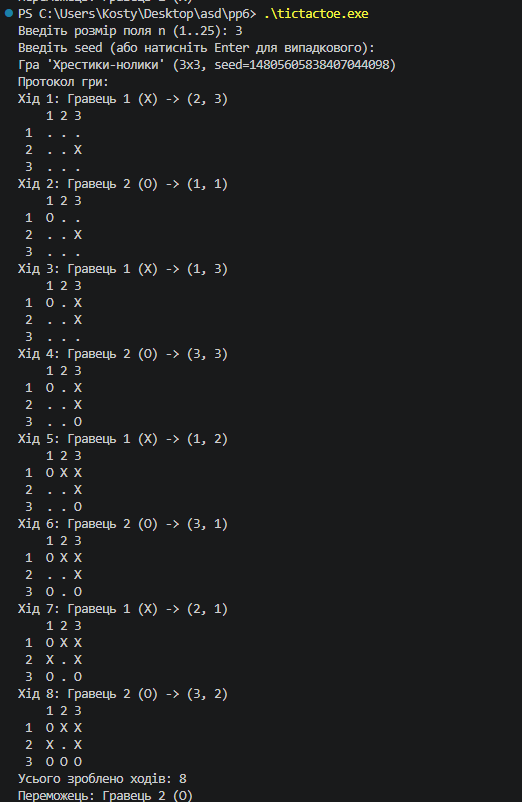 PS C:\Users\Kosty\Desktop\asd\pp6> .\tictactoe.exe
Введіть розмір поля n (1..25): 3
Введіть seed (або натисніть Enter для випадкового):
Гра 'Хрестики-нолики' (3x3, seed=14805605838407044098)
Протокол гри:
Хід 1: Гравець 1 (X) -> (2, 3)
1 2 3
1 . . .
2 . . X
3 . . .
Хід 2: Гравець 2 (O) -> (1, 1)
1 2 3
1 O . .
2 . . X
3 . . .
Хід 3: Гравець 1 (X) -> (1, 3)
1 2 3
1 O . X
2 . . X
3 . . .
Хід 4: Гравець 2 (O) -> (3, 3)
1 2 3
1 O . X
2 . . X
3 . . O
Хід 5: Гравець 1 (X) -> (1, 2)
1 2 3
1 O X X
2 . . X
3 . . O
Хід 6: Гравець 2 (O) -> (3, 1)
1 2 3
1 O X X
2 . . X
3 O . O
Хід 7: Гравець 1 (X) -> (2, 1)
1 2 3
1 O X X
2 X . X
3 O . O
Хід 8: Гравець 2 (O) -> (3, 2)
1 2 3
1 O X X
2 X . X
3 O O O
Усього зроблено ходів: 8
Переможець: Гравець 2 (O)